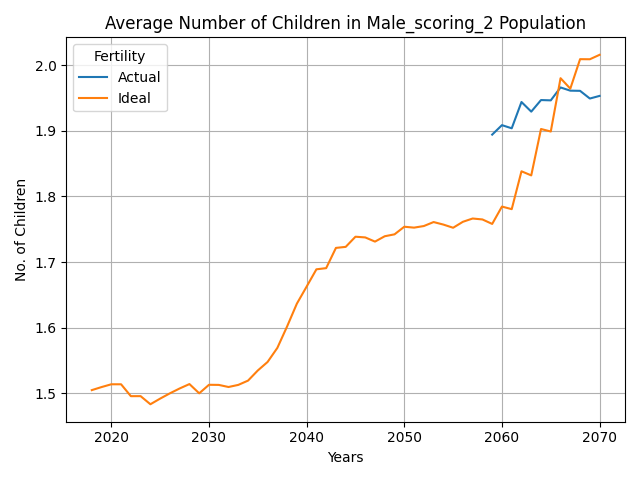 Average Number of Children in Male_scoring_2 Population
Fertility
Actual
Ideal
No. of Children
2.0
1.9
1.8
1.7
1.6
1.5
2020 2030 2040 2050 2060 2070
Years